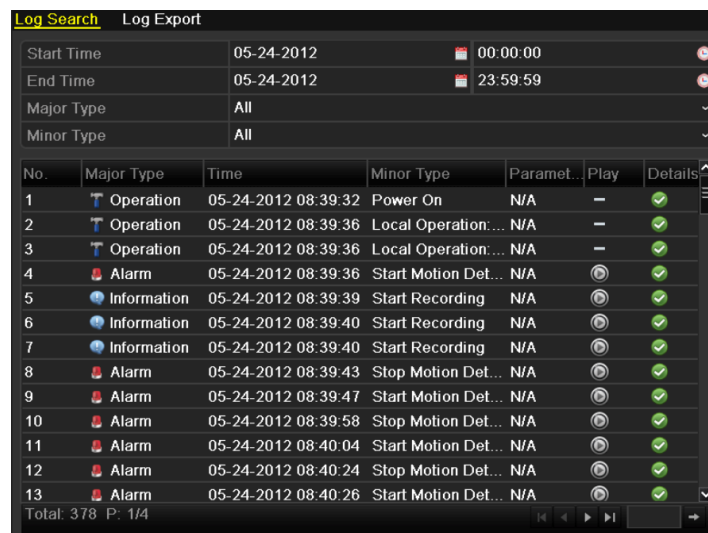 Log Search Log Export
Start Time 05-24-2012 00:00:00
End Time 05-24-2012 23:59:59
Major Type All
Minor Type All
No. Major Type Time Minor Type Paramet... Play Details
1 Operation 05-24-2012 08:39:32 Power On N/A –
2 Operation 05-24-2012 08:39:36 Local Operation:... N/A –
3 Operation 05-24-2012 08:39:36 Local Operation:... N/A –
4 Alarm 05-24-2012 08:39:36 Start Motion Det... N/A
5 Information 05-24-2012 08:39:39 Start Recording N/A
6 Information 05-24-2012 08:39:40 Start Recording N/A
7 Information 05-24-2012 08:39:40 Start Recording N/A
8 Alarm 05-24-2012 08:39:43 Stop Motion Det... N/A
9 Alarm 05-24-2012 08:39:47 Start Motion Det... N/A
10 Alarm 05-24-2012 08:39:58 Stop Motion Det... N/A
11 Alarm 05-24-2012 08:40:04 Start Motion Det... N/A
12 Alarm 05-24-2012 08:40:24 Stop Motion Det... N/A
13 Alarm 05-24-2012 08:40:26 Start Motion Det... N/A
Total: 378 P: 1/4